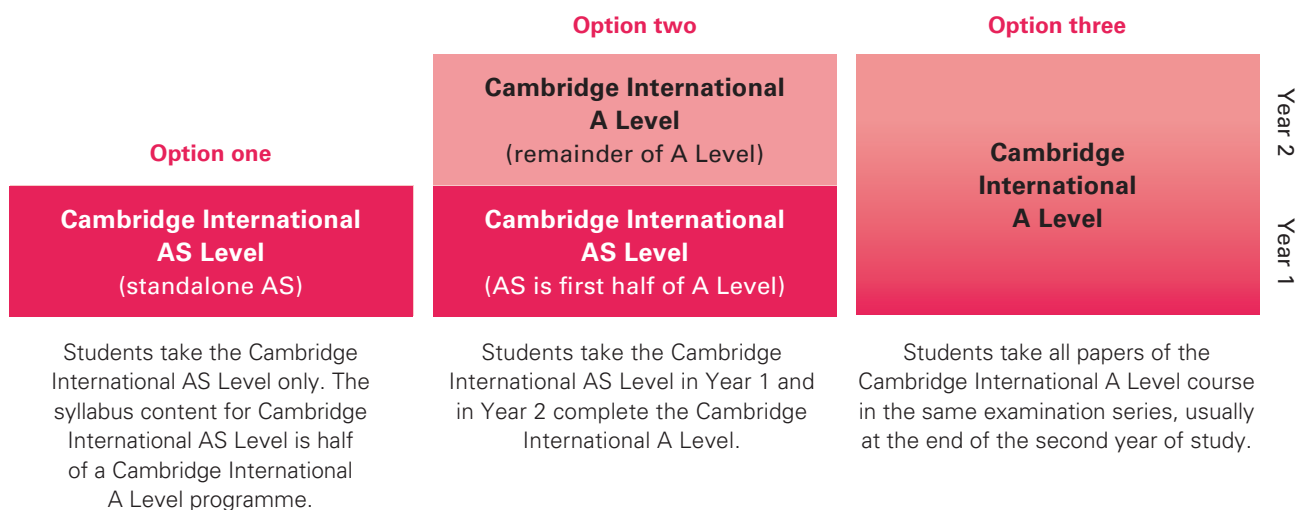 Option one
Cambridge International
AS Level
(standalone AS)
Students take the Cambridge
International AS Level only. The
syllabus content for Cambridge
International AS Level is half
of a Cambridge International
A Level programme.
Option two
Cambridge International
A Level
(remainder of A Level)
Cambridge International
AS Level
(AS is first half of A Level)
Students take the Cambridge
International AS Level in Year 1 and
in Year 2 complete the Cambridge
International A Level.
Option three
Cambridge
International
A Level
Students take all papers of the
Cambridge International A Level course
in the same examination series, usually
at the end of the second year of study.
Year 2
Year 1